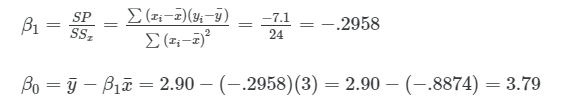 β₁ = SP / SSₓ = ∑(xᵢ−x̄)(yᵢ−ȳ) / ∑(xᵢ−x̄)² = −7.1 / 24 = −.2958
β₀ = ȳ − β₁x̄ = 2.90 − (−.2958)(3) = 2.90 − (−.8874) = 3.79